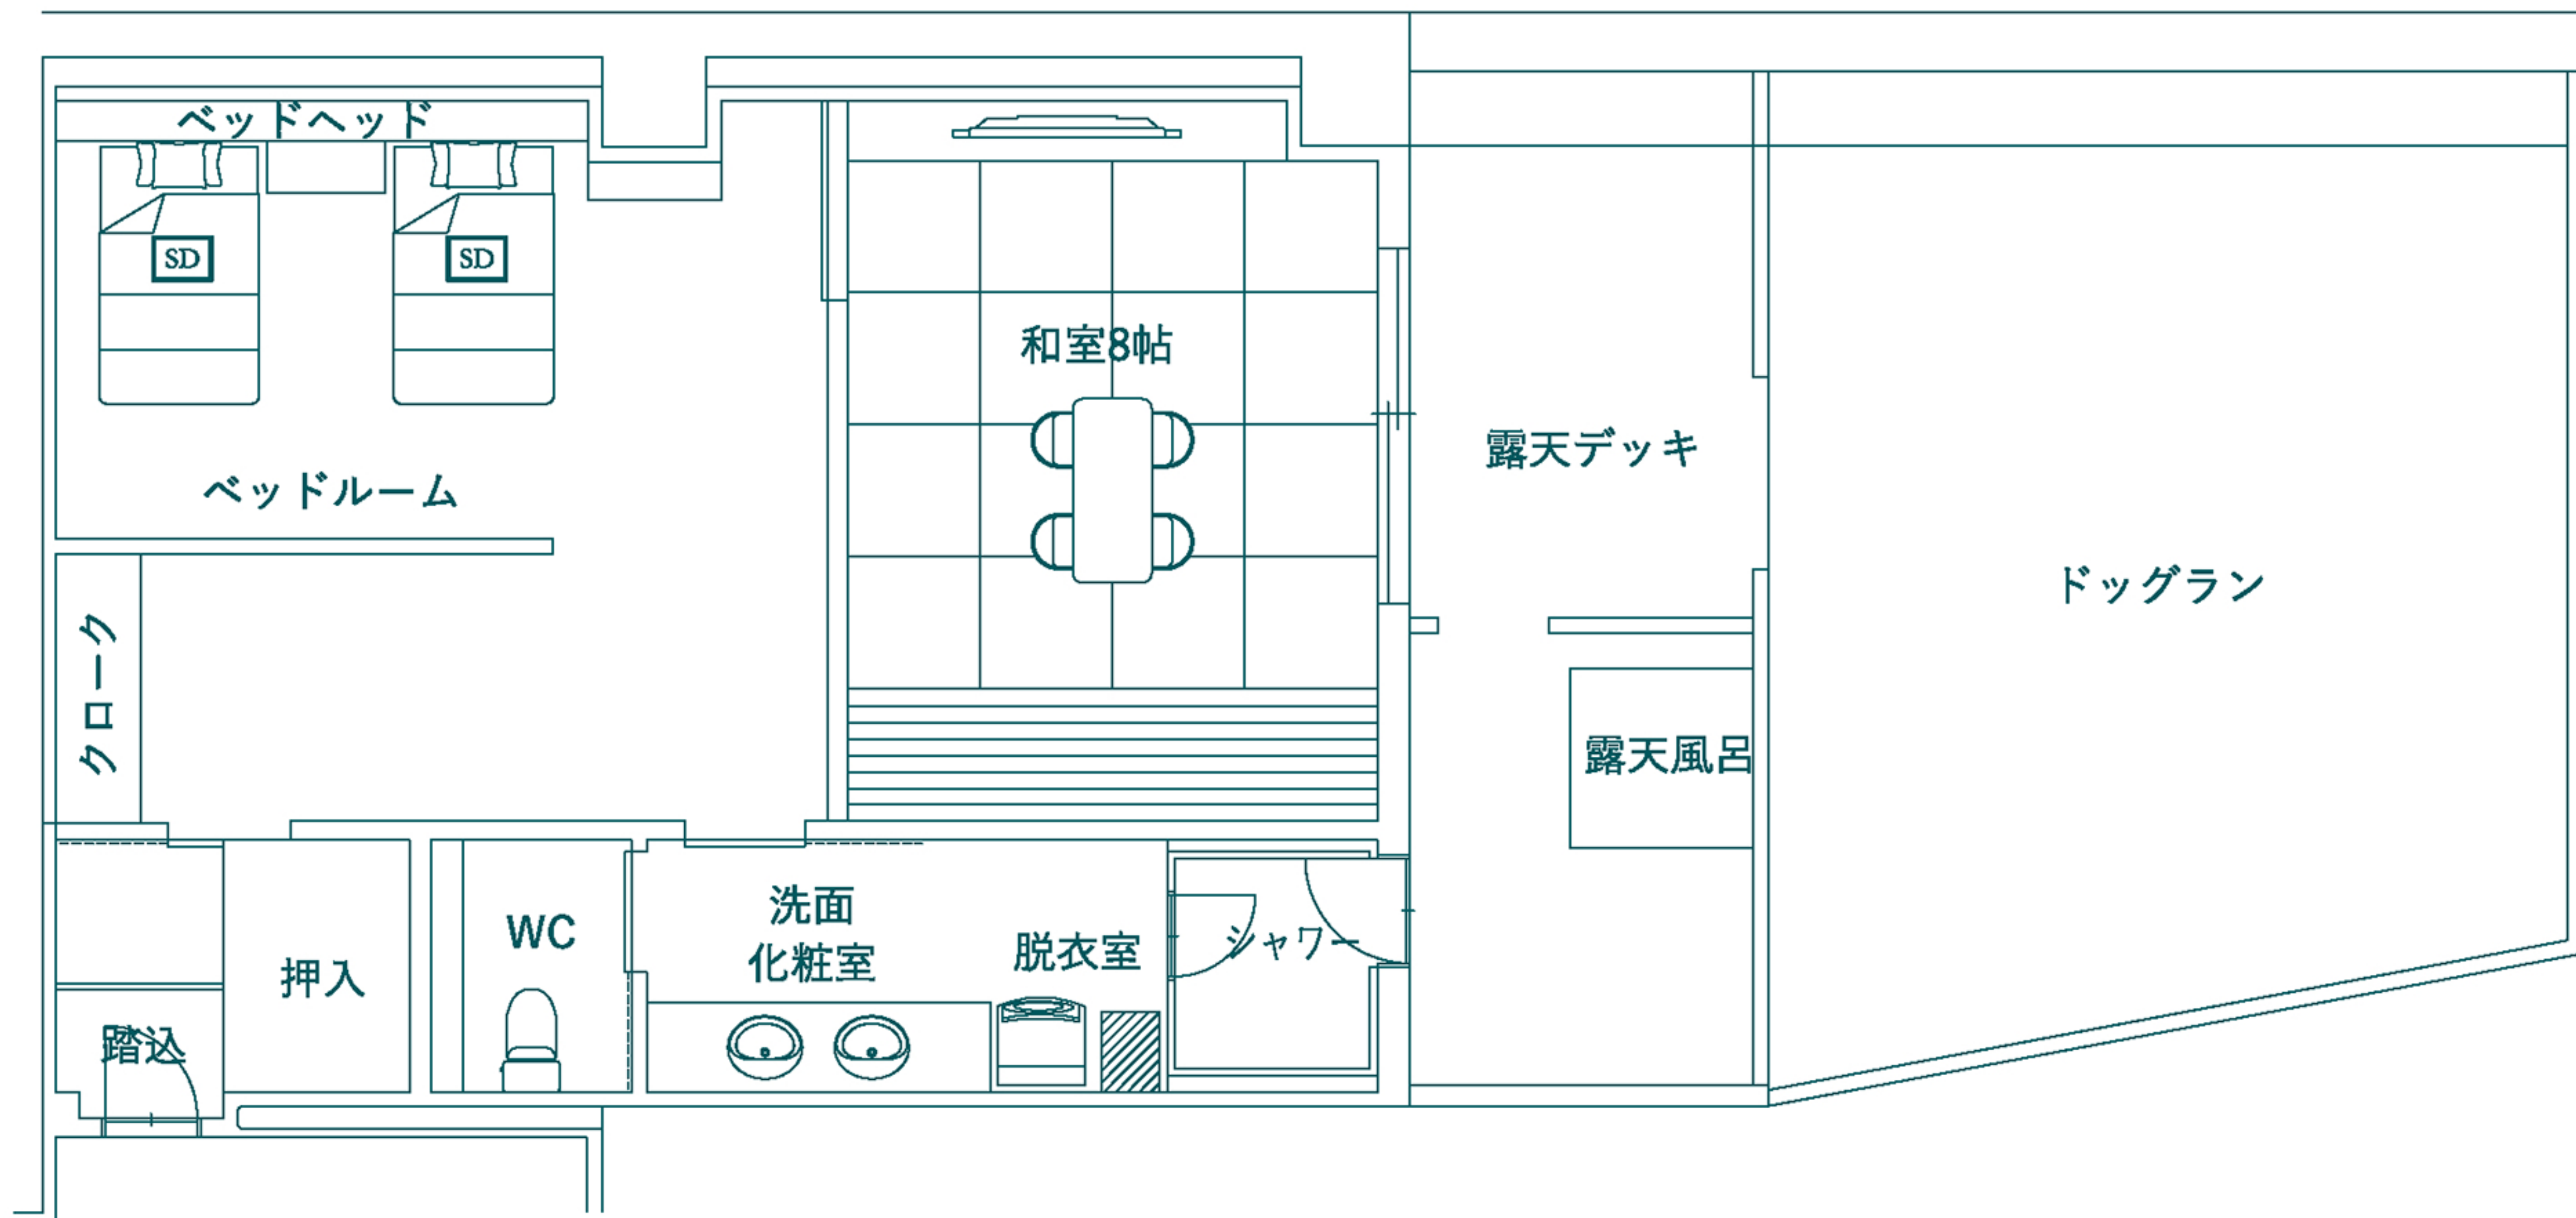 ベッドヘッド
SD
SD
和室8帖
露天デッキ
ベッドルーム
ドッグラン
クローク
露天風呂
WC
洗面
化粧室
脱衣室
シャワー
押入
踏込